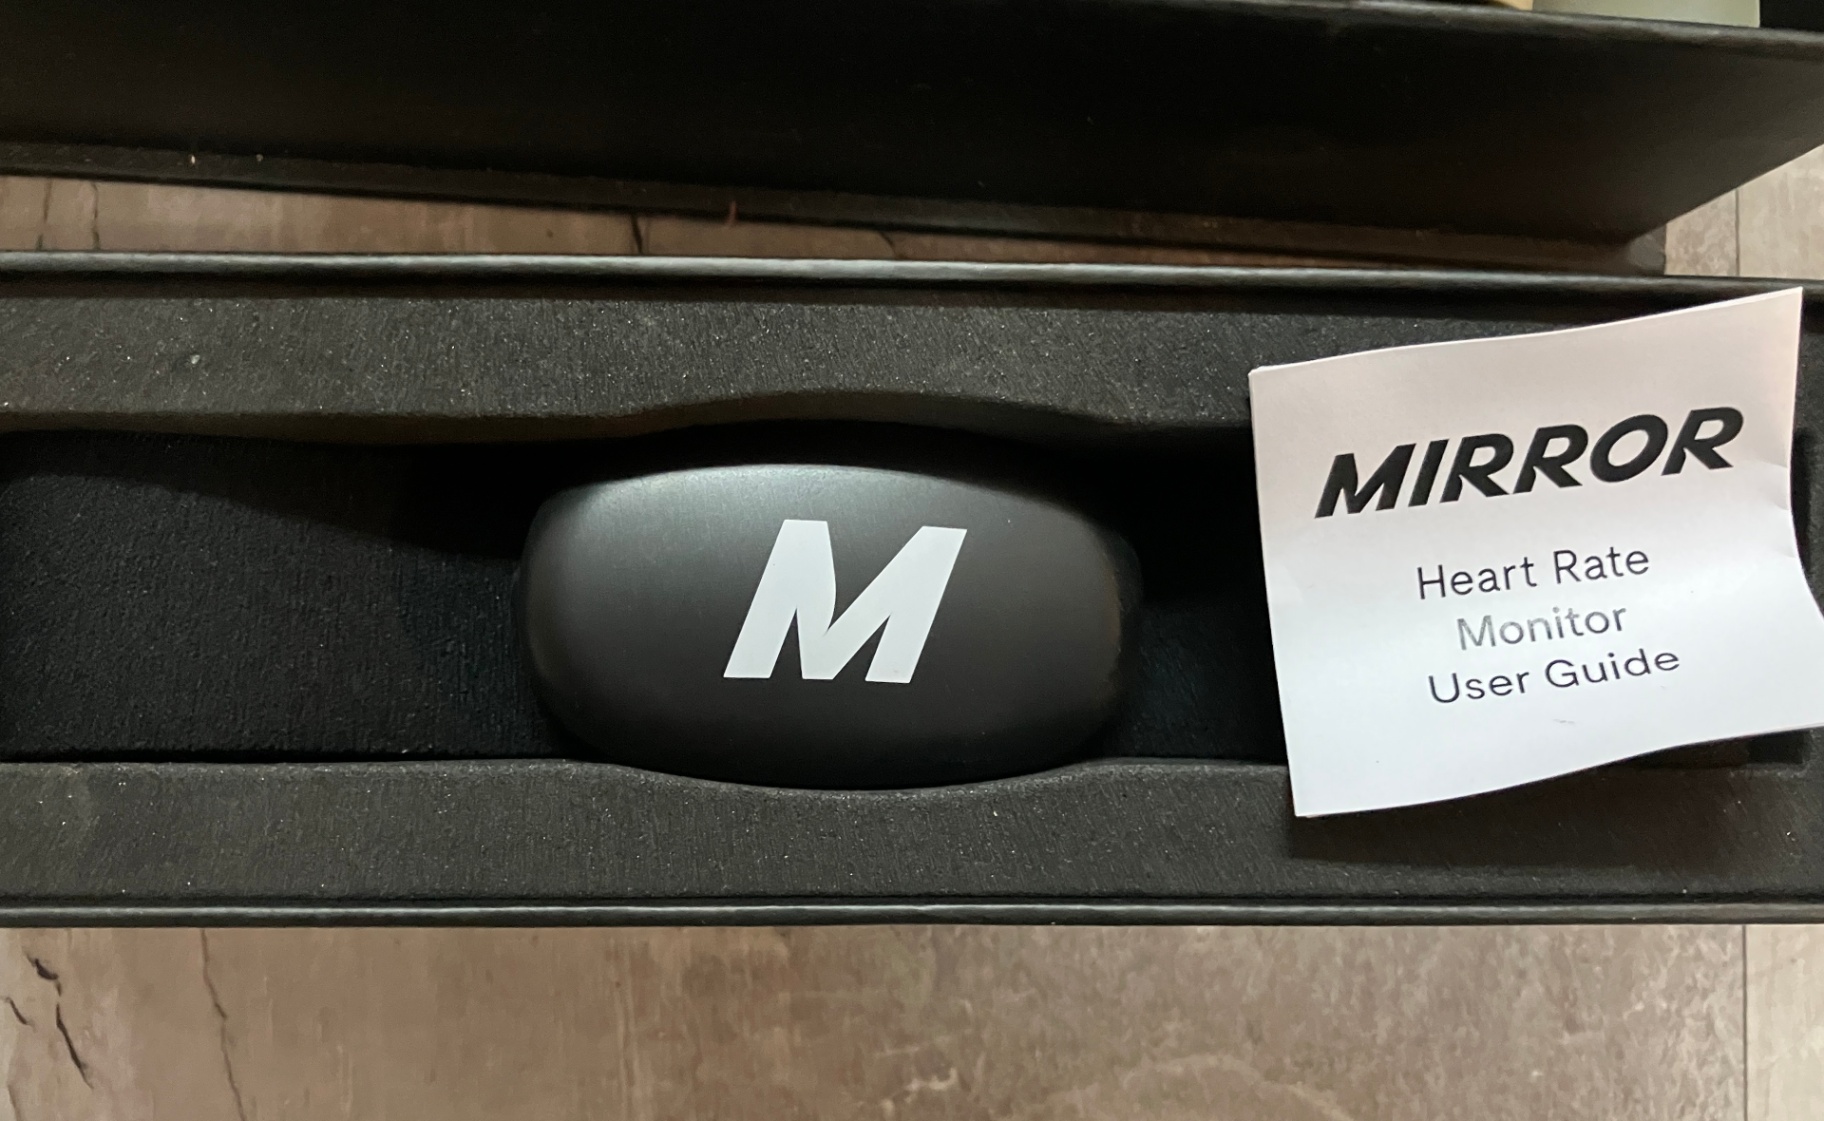 M
MIRROR
Heart Rate
Monitor
User Guide